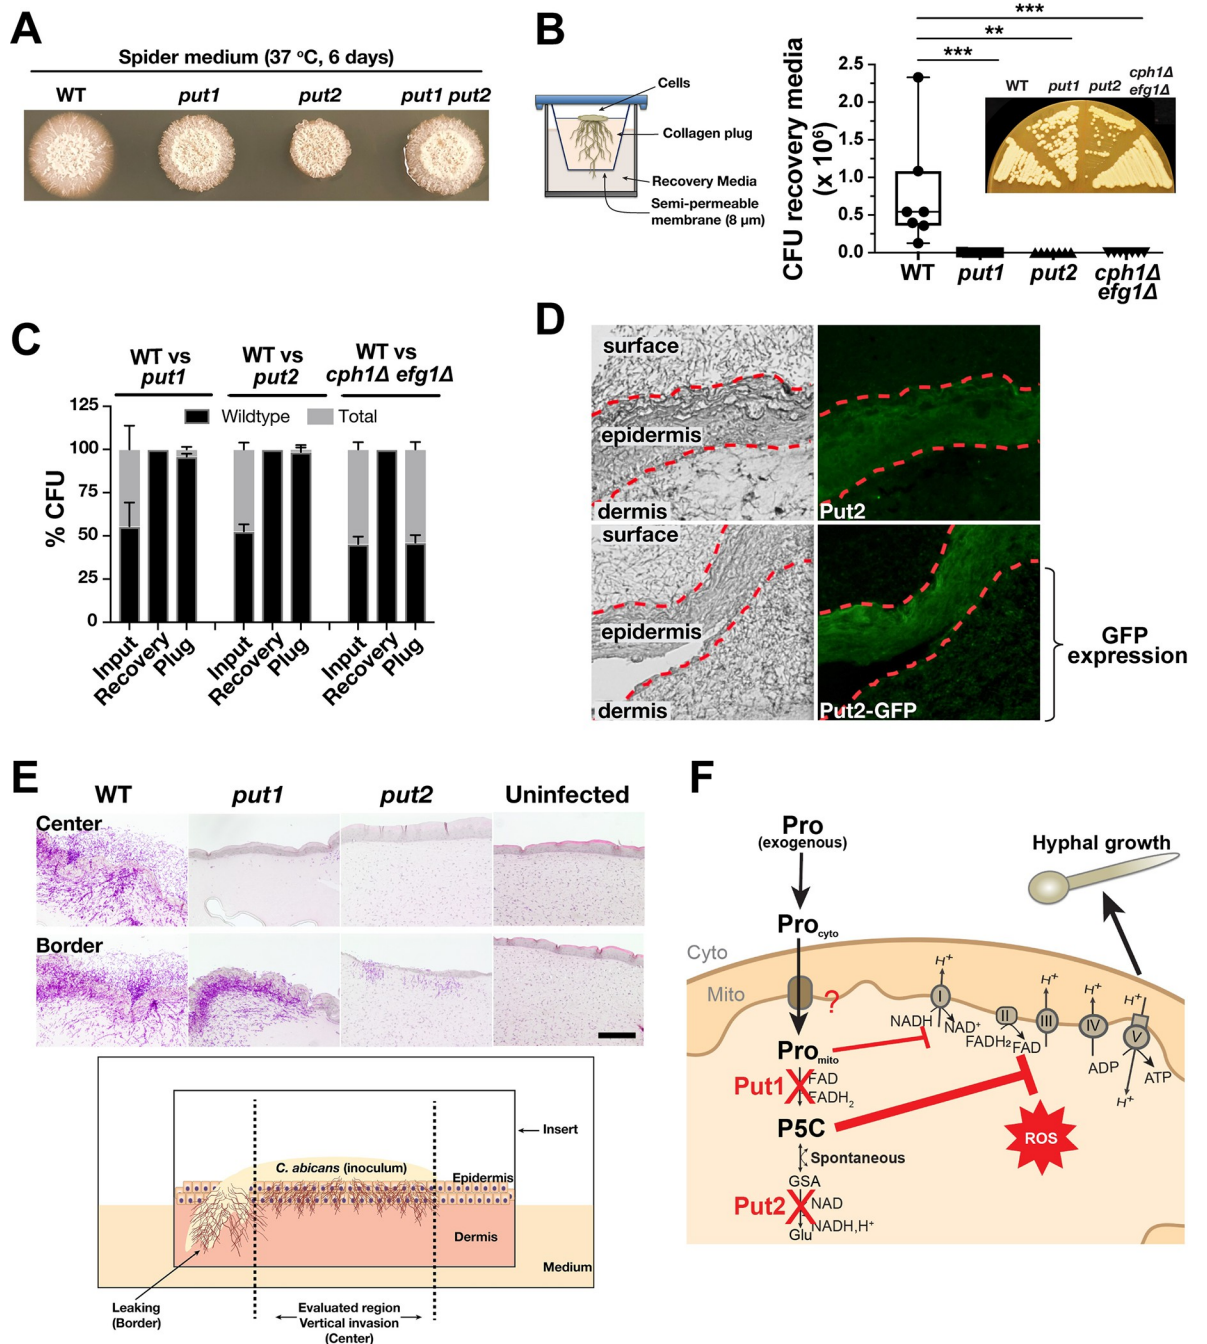 A
Spider medium (37 ºC, 6 days)
WT put1 put2 put1 put2
B
Cells
Collagen plug
Recovery Media
Semi-permeable
membrane (8 µm)
CFU recovery media
(x 10⁶)
2.5
2.0
1.5
1.0
0.5
0.0
***
**
***
WT put1 put2 cph1Δ
efg1Δ
WT put1 put2 cph1Δ
efg1Δ
C
WT vs
put1
WT vs
put2
WT vs
cph1Δ efg1Δ
Wildtype Total
% CFU
125
100
75
50
25
0
Input Recovery Plug Input Recovery Plug Input Recovery Plug
D
surface
epidermis
dermis
Put2
surface
epidermis
dermis
Put2-GFP
GFP
expression
E
WT put1 put2 Uninfected
Center
Border
Insert
C. abicans (inoculum)
Epidermis
Dermis
Medium
Leaking
(Border)
Evaluated region
Vertical invasion
(Center)
F
Pro
(exogenous)
Hyphal growth
Procyto
Cyto
Mito
?
H⁺ H⁺ H⁺ H⁺
I II III IV V
NADH NAD⁺
FADH₂ FAD
ADP ATP
H⁺
Promito
Put1 FAD
FADH₂
P5C
ROS
Spontaneous
GSA
Put2 NAD
NADH,H⁺
Glu